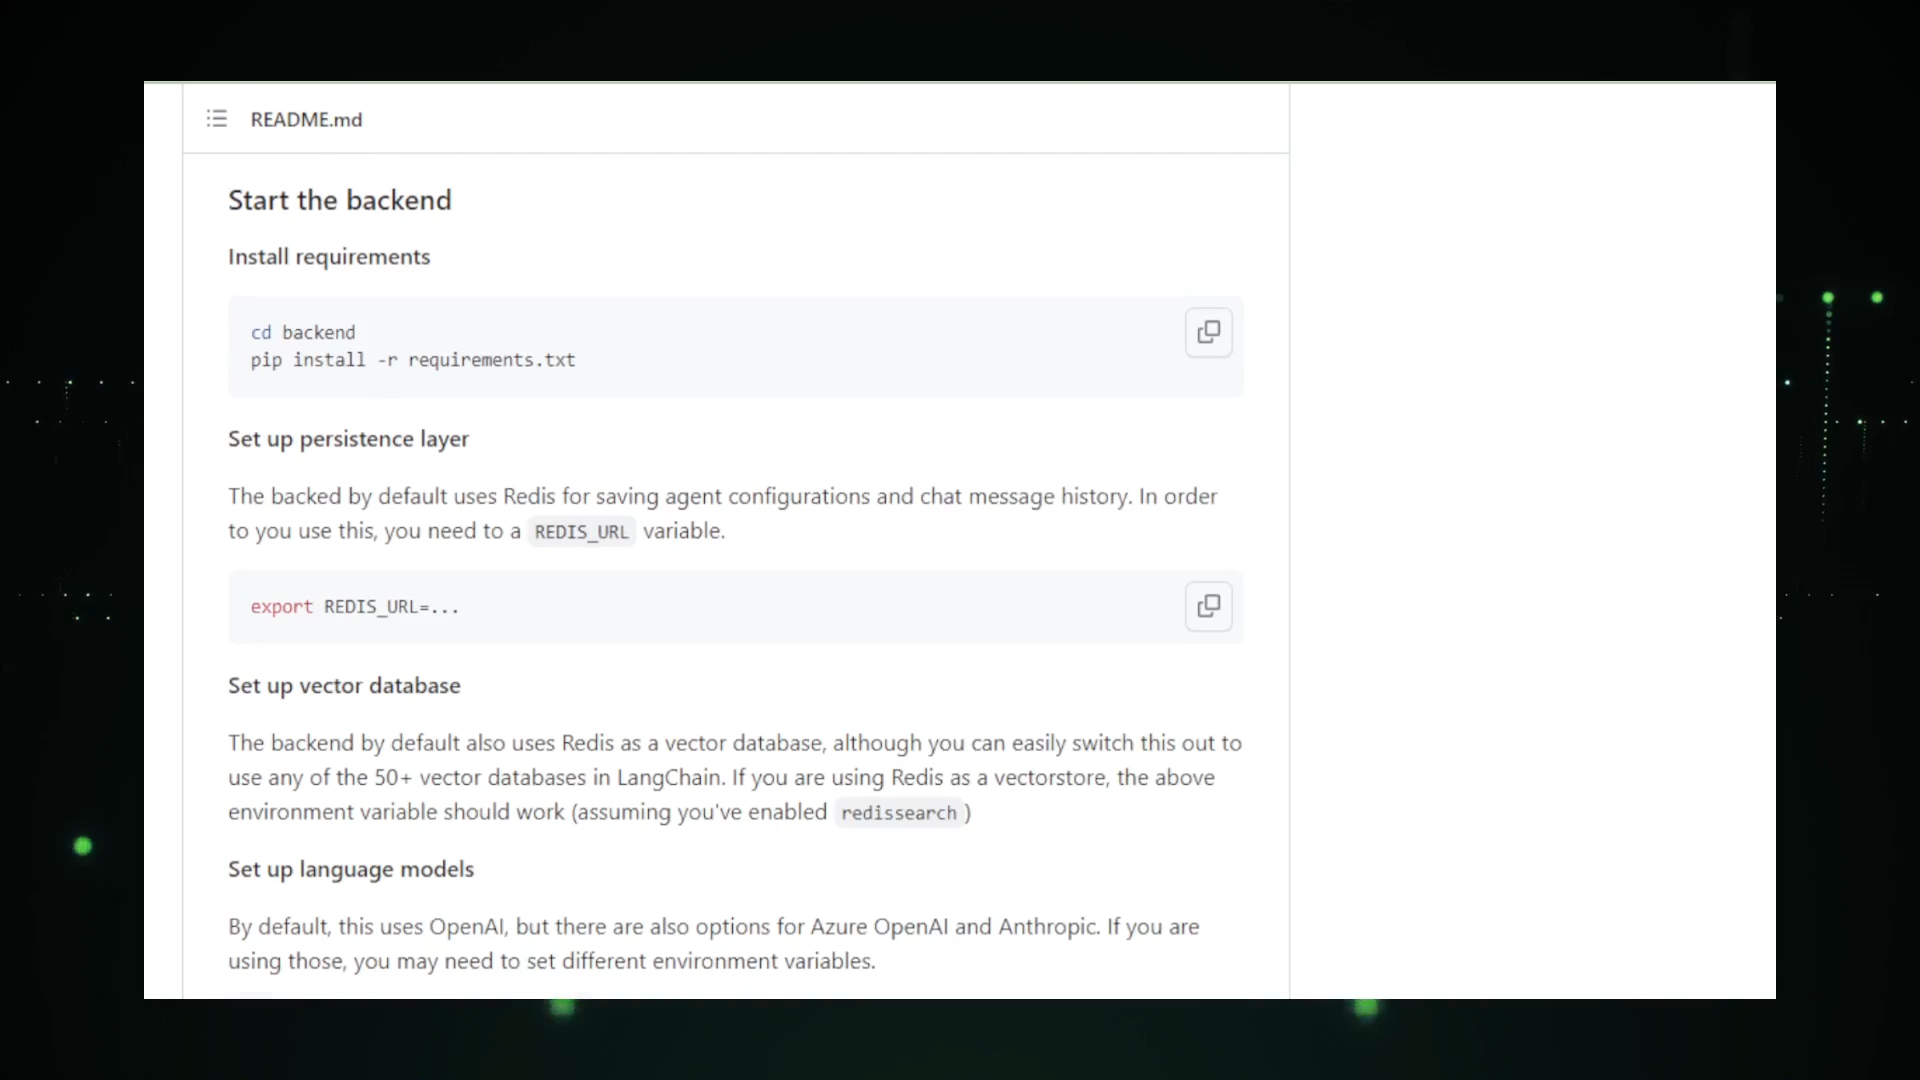 README.md
Start the backend
Install requirements
cd backend
pip install -r requirements.txt
Set up persistence layer
The backed by default uses Redis for saving agent configurations and chat message history. In order
to you use this, you need to a REDIS_URL variable.
export REDIS_URL=...
Set up vector database
The backend by default also uses Redis as a vector database, although you can easily switch this out to
use any of the 50+ vector databases in LangChain. If you are using Redis as a vectorstore, the above
environment variable should work (assuming you've enabled redissearch )
Set up language models
By default, this uses OpenAI, but there are also options for Azure OpenAI and Anthropic. If you are
using those, you may need to set different environment variables.